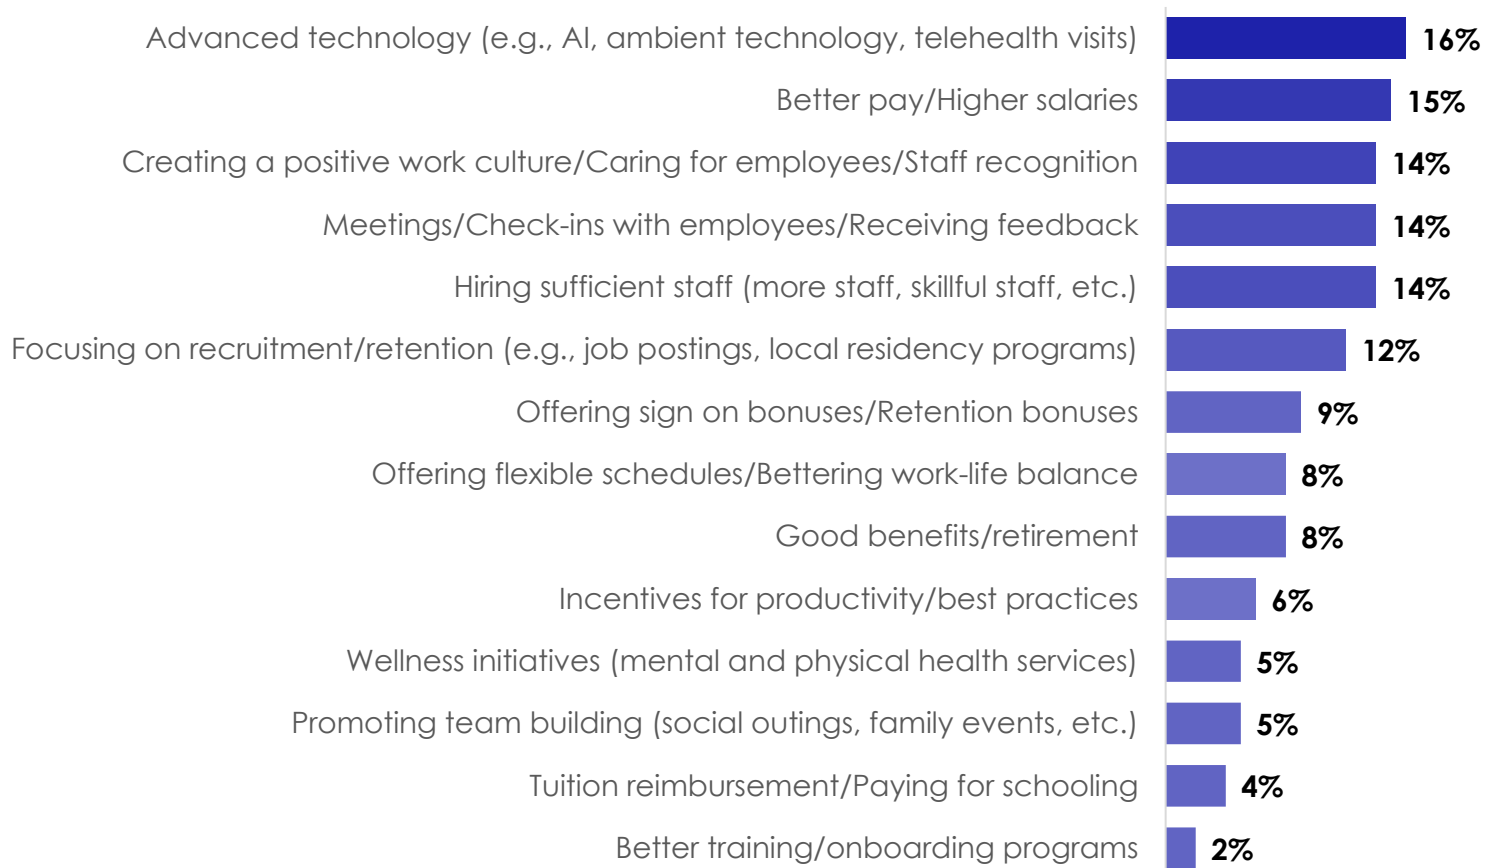 Advanced technology (e.g., AI, ambient technology, telehealth visits) 16%
Better pay/Higher salaries 15%
Creating a positive work culture/Caring for employees/Staff recognition 14%
Meetings/Check-ins with employees/Receiving feedback 14%
Hiring sufficient staff (more staff, skillful staff, etc.) 14%
Focusing on recruitment/retention (e.g., job postings, local residency programs) 12%
Offering sign on bonuses/Retention bonuses 9%
Offering flexible schedules/Bettering work-life balance 8%
Good benefits/retirement 8%
Incentives for productivity/best practices 6%
Wellness initiatives (mental and physical health services) 5%
Promoting team building (social outings, family events, etc.) 5%
Tuition reimbursement/Paying for schooling 4%
Better training/onboarding programs 2%